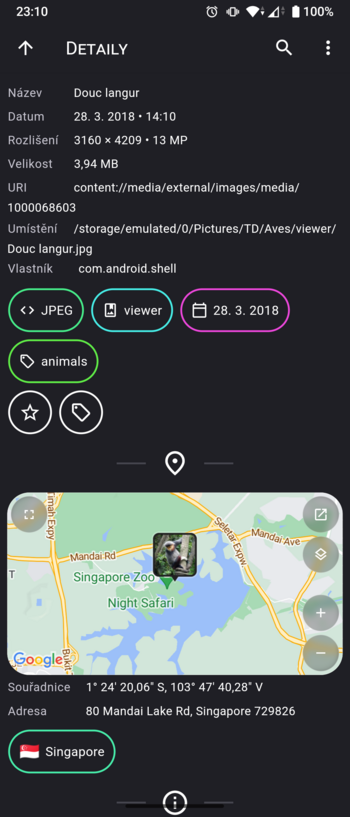 23:10
100%
Detaily
Název Douc langur
Datum 28. 3. 2018 • 14:10
Rozlišení 3160 × 4209 • 13 MP
Velikost 3,94 MB
URI content://media/external/images/media/
1000068603
Umístění /storage/emulated/0/Pictures/TD/Aves/viewer/
Douc langur.jpg
Vlastník com.android.shell
JPEG viewer 28. 3. 2018
animals
Mandai Rd
Seletar Expw.
Mandai Ave
Singapore Zoo
Night Safari
Google
Bukit
Souřadnice 1° 24′ 20,06″ S, 103° 47′ 40,28″ V
Adresa 80 Mandai Lake Rd, Singapore 729826
Singapore